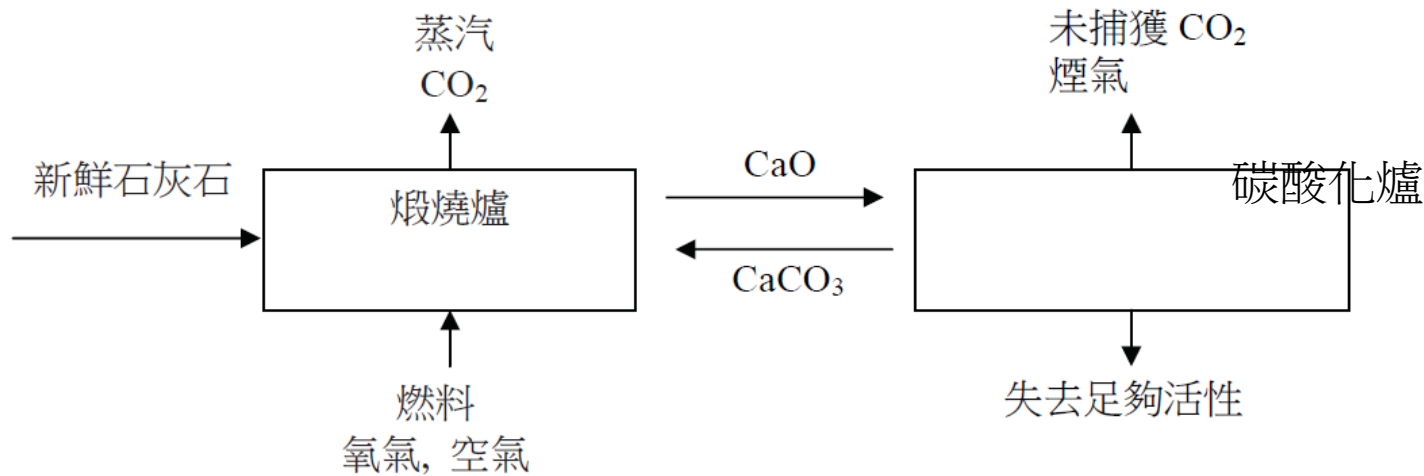 蒸汽
CO₂
未捕獲 CO₂
煙氣
新鮮石灰石
煅燒爐
CaO
CaCO₃
碳酸化爐
燃料
氧氣, 空氣
失去足夠活性